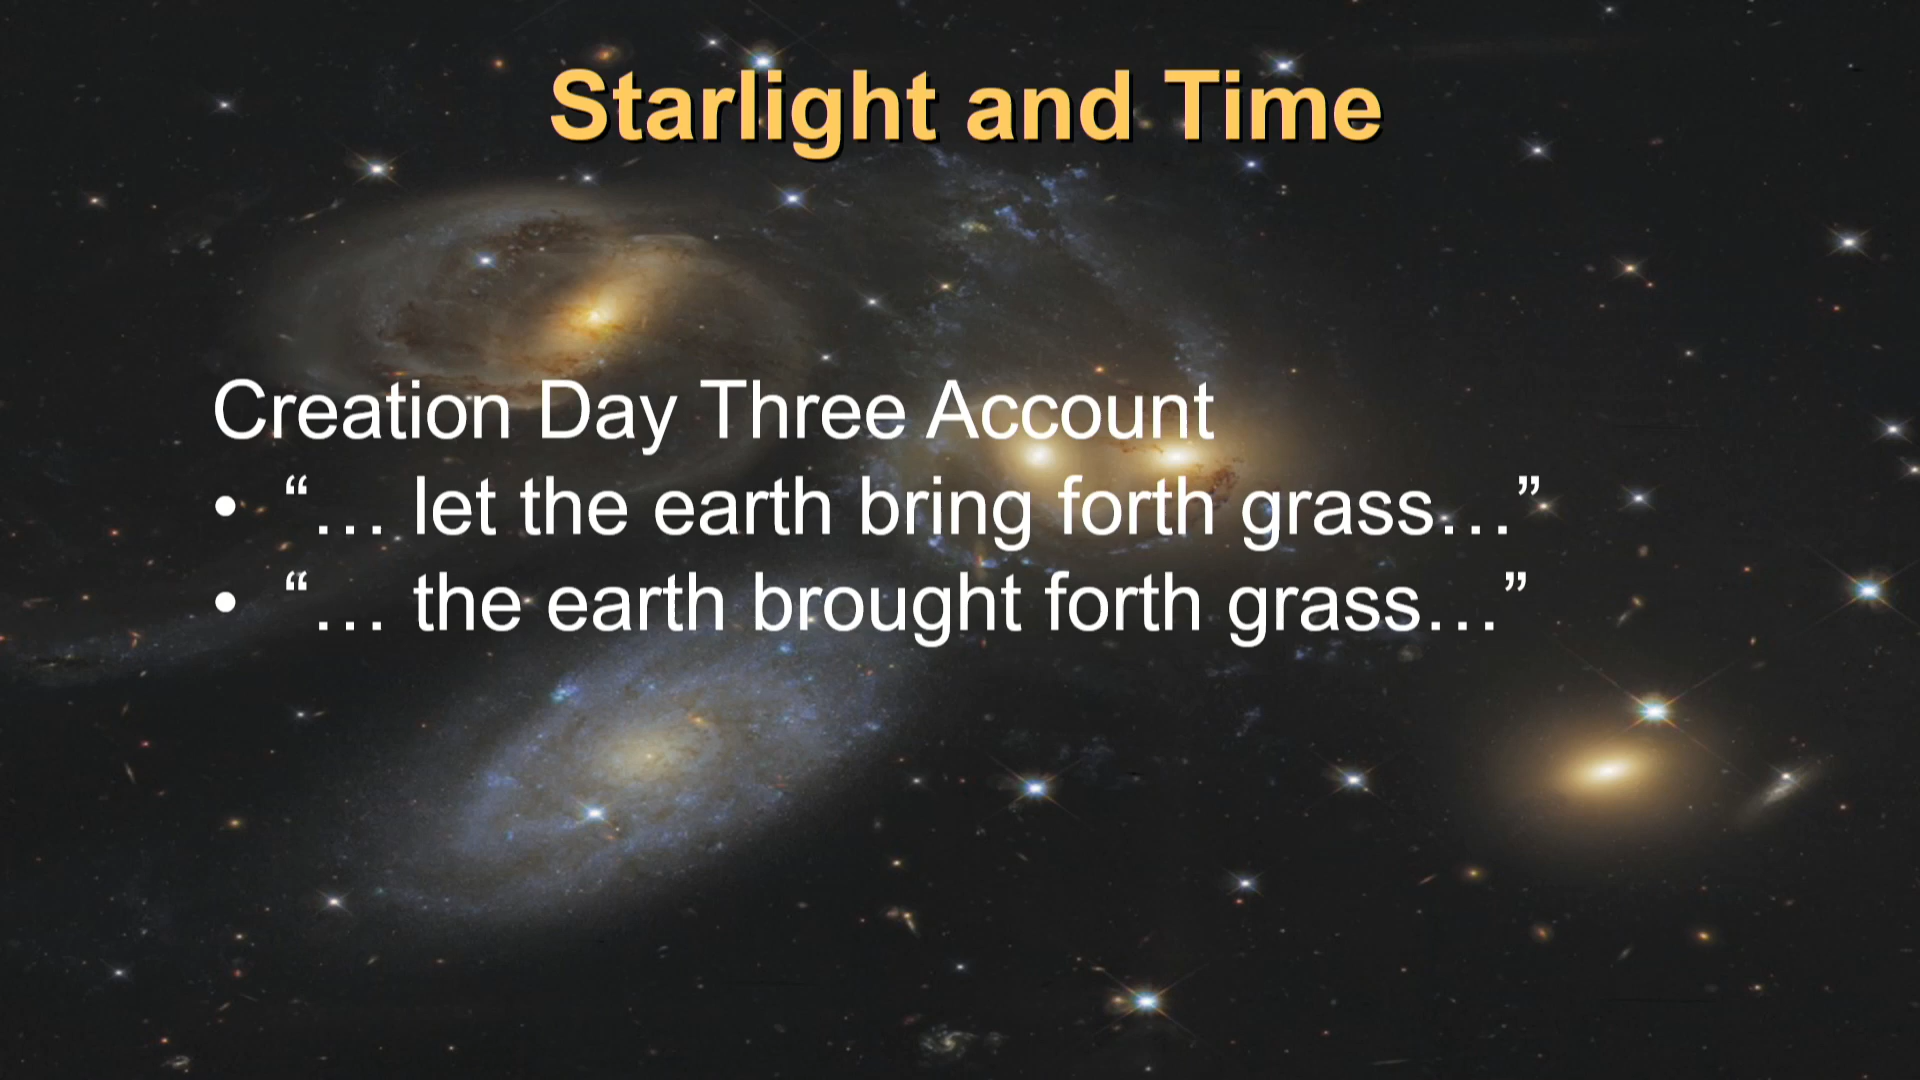 Starlight and Time
Creation Day Three Account
• “… let the earth bring forth grass…”
• “… the earth brought forth grass…”